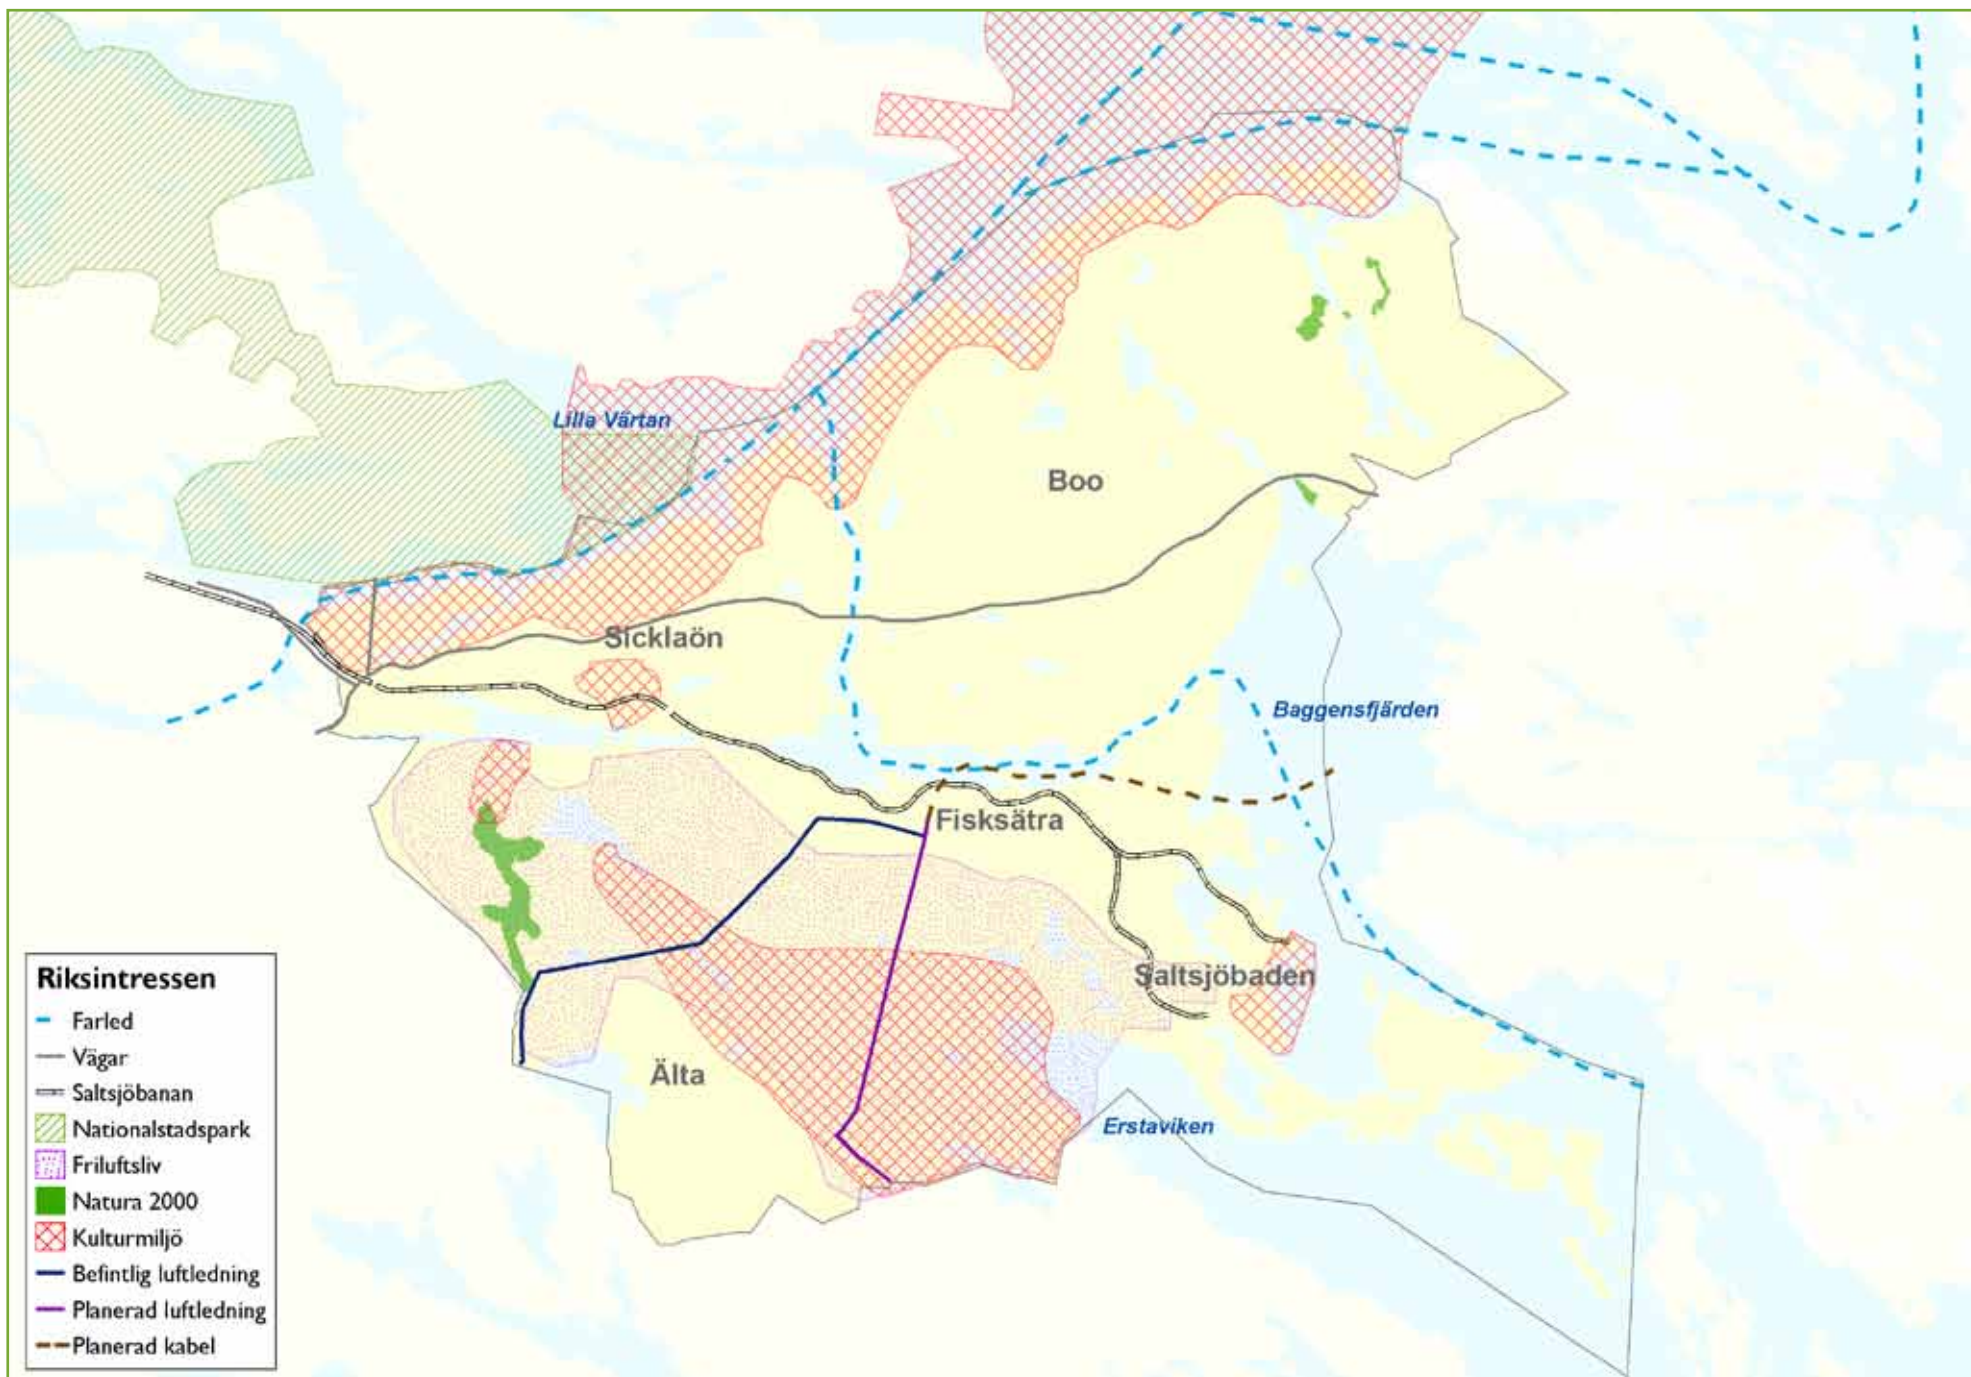 Lilla Värtan
Boo
Sicklaön
Baggensfjärden
Fisksätra
Saltsjöbaden
Älta
Erstaviken
Riksintressen
Farled
Vägar
Saltsjöbanan
Nationalstadspark
Friluftsliv
Natura 2000
Kulturmiljö
Befintlig luftledning
Planerad luftledning
Planerad kabel